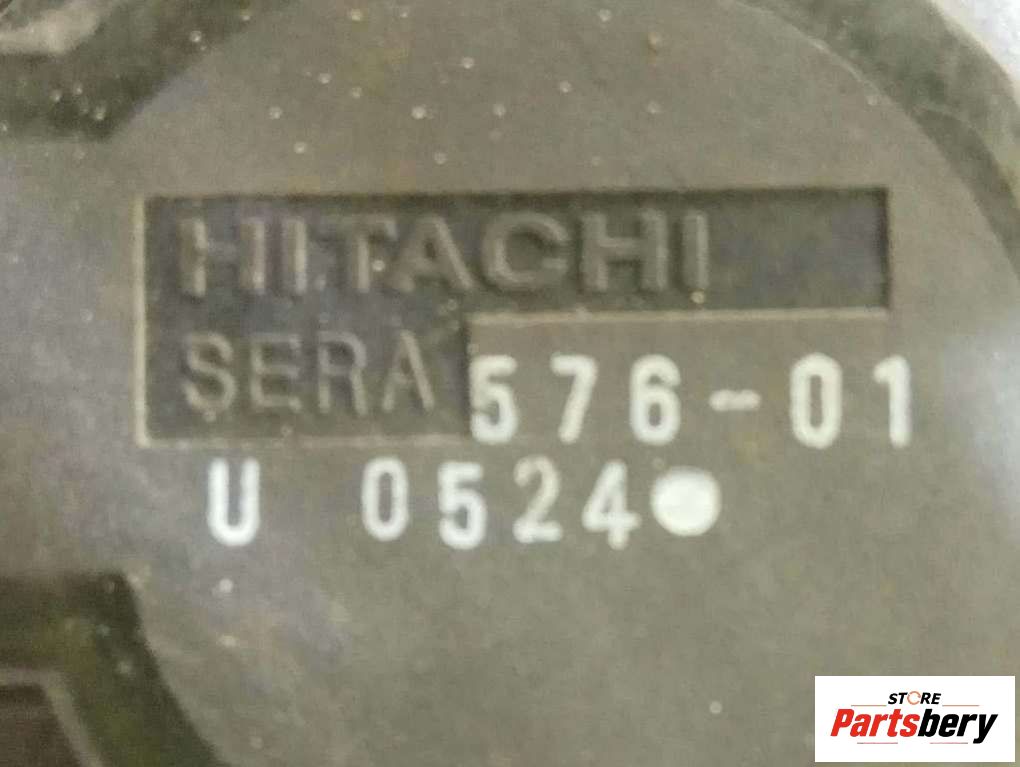 HITACHI
SERA 576-01
U 0524
STORE
Partsbery